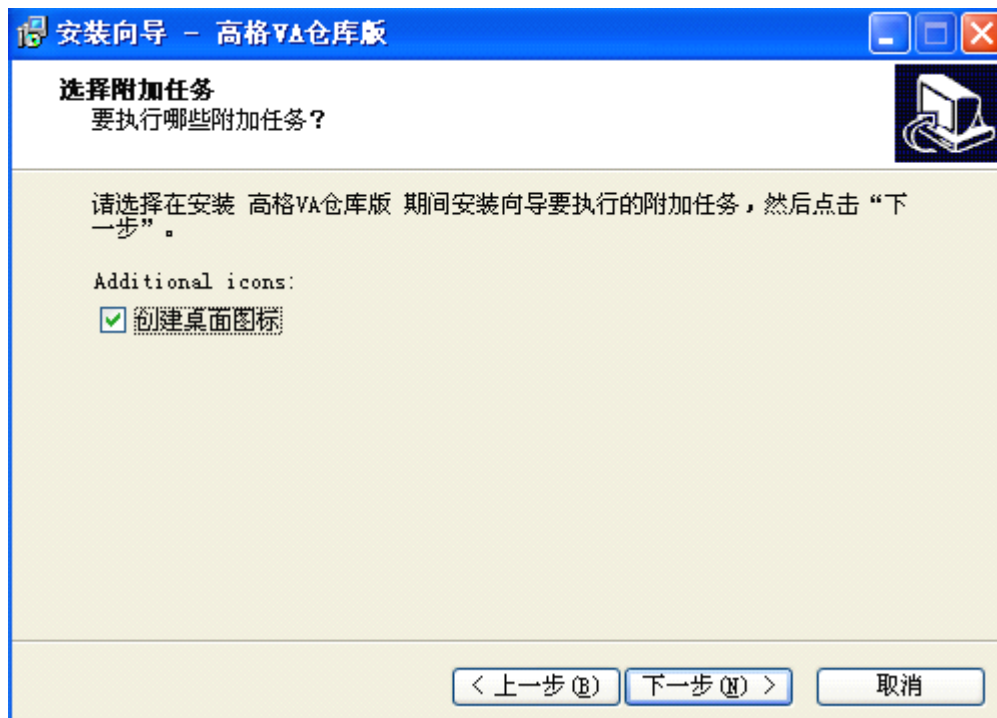 安装向导 - 高格VA仓库版
选择附加任务
要执行哪些附加任务?
请选择在安装 高格VA仓库版 期间安装向导要执行的附加任务，然后点击“下
一步”。
Additional icons:
创建桌面图标
< 上一步(B) 下一步(N) > 取消